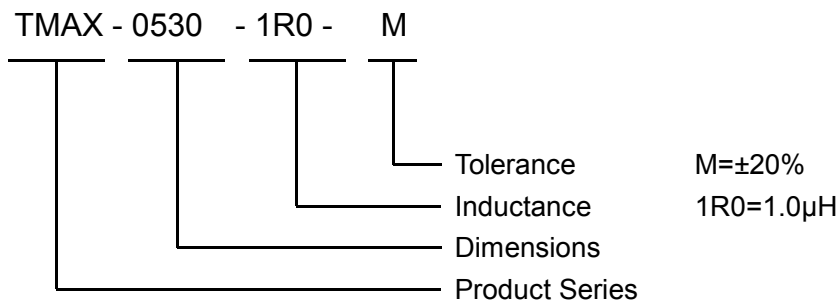 TMAX - 0530 - 1R0 - M
Tolerance M=±20%
Inductance 1R0=1.0µH
Dimensions
Product Series